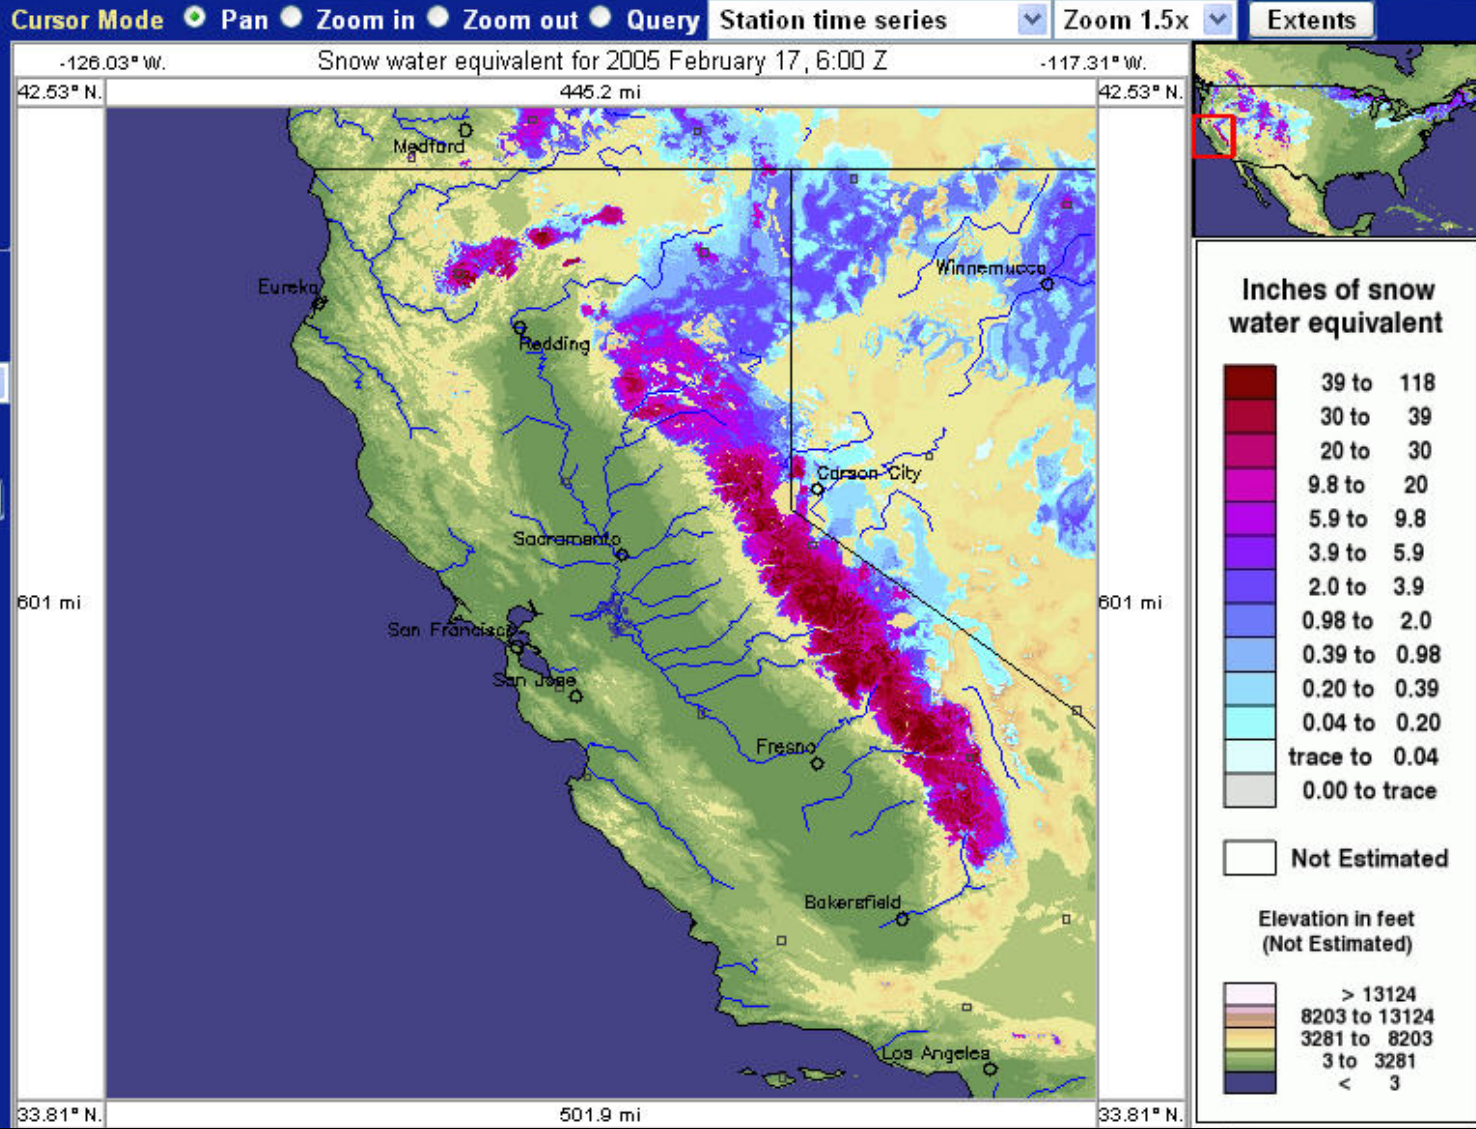 Cursor Mode Pan Zoom in Zoom out Query Station time series Zoom 1.5x Extents
-126.03° W. Snow water equivalent for 2005 February 17, 6:00 Z -117.31° W.
42.53° N. 445.2 mi 42.53° N.
Medford
Winnemucca
Eureka
Redding
Carson City
Sacramento
601 mi 601 mi
San Francisco
San Jose
Fresno
Bakersfield
Los Angeles
33.81° N. 501.9 mi 33.81° N.
Inches of snow
water equivalent
39 to 118
30 to 39
20 to 30
9.8 to 20
5.9 to 9.8
3.9 to 5.9
2.0 to 3.9
0.98 to 2.0
0.39 to 0.98
0.20 to 0.39
0.04 to 0.20
trace to 0.04
0.00 to trace
Not Estimated
Elevation in feet
(Not Estimated)
> 13124
8203 to 13124
3281 to 8203
3 to 3281
< 3